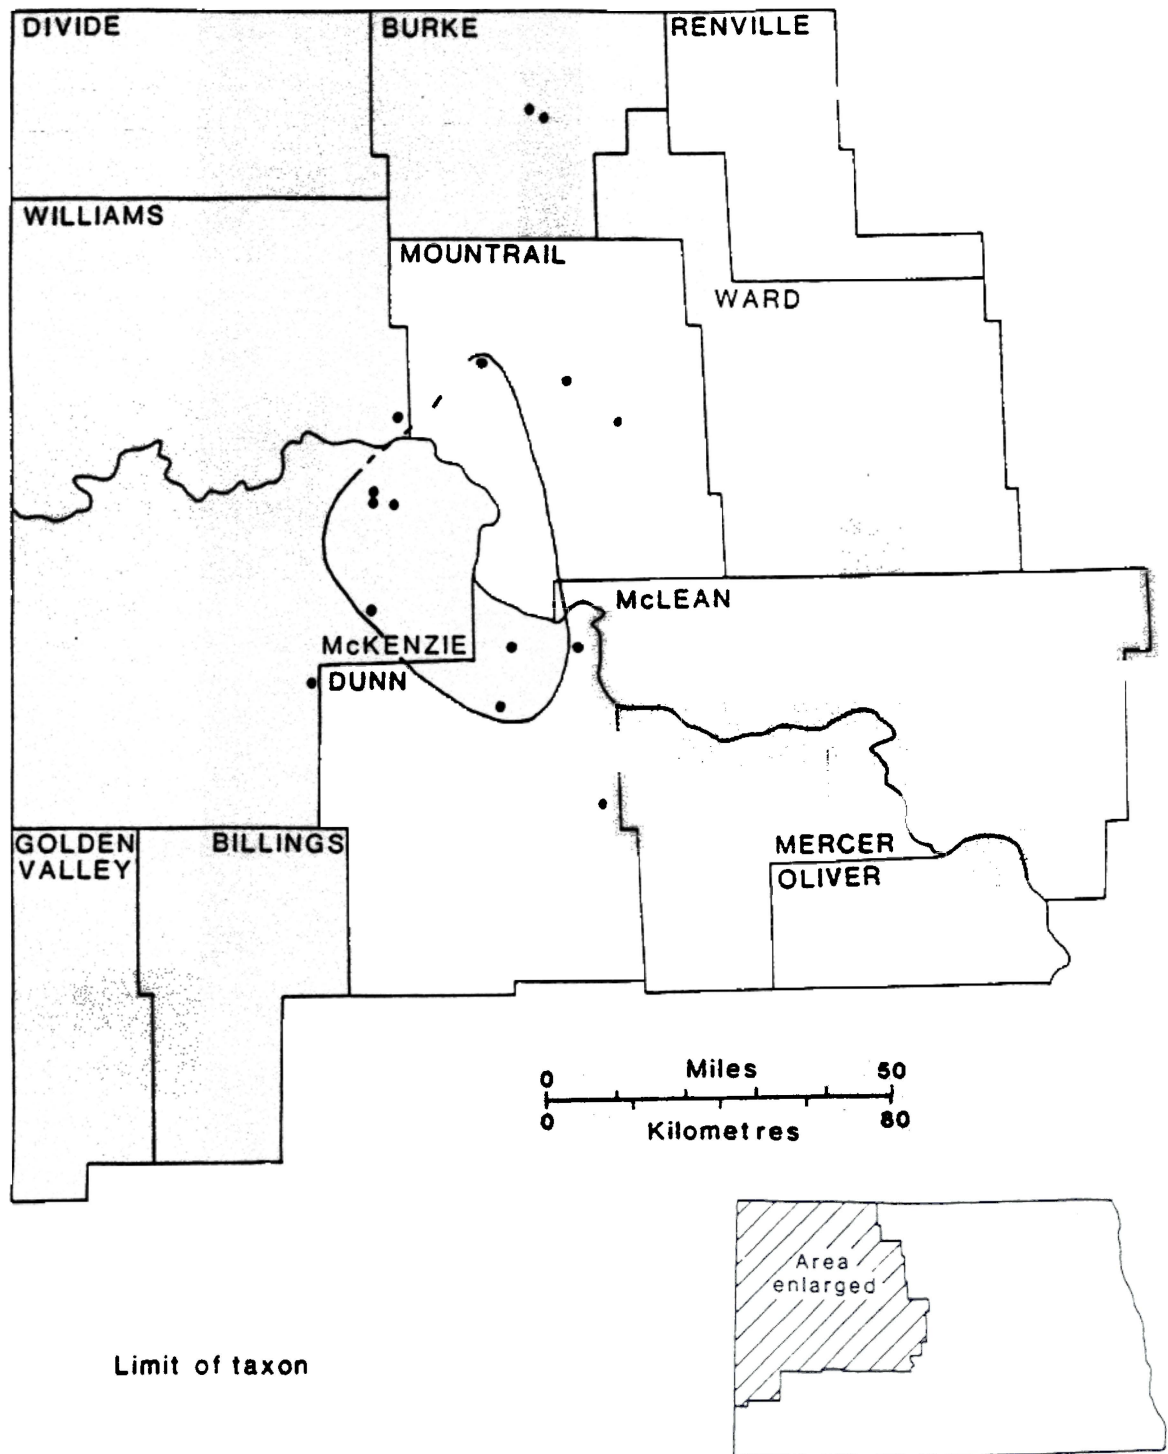 DIVIDE
BURKE
RENVILLE
WILLIAMS
MOUNTRAIL
WARD
McLEAN
McKENZIE
DUNN
GOLDEN
VALLEY
BILLINGS
MERCER
OLIVER
0 Miles 50
0 Kilometres 80
Area
enlarged
Limit of taxon